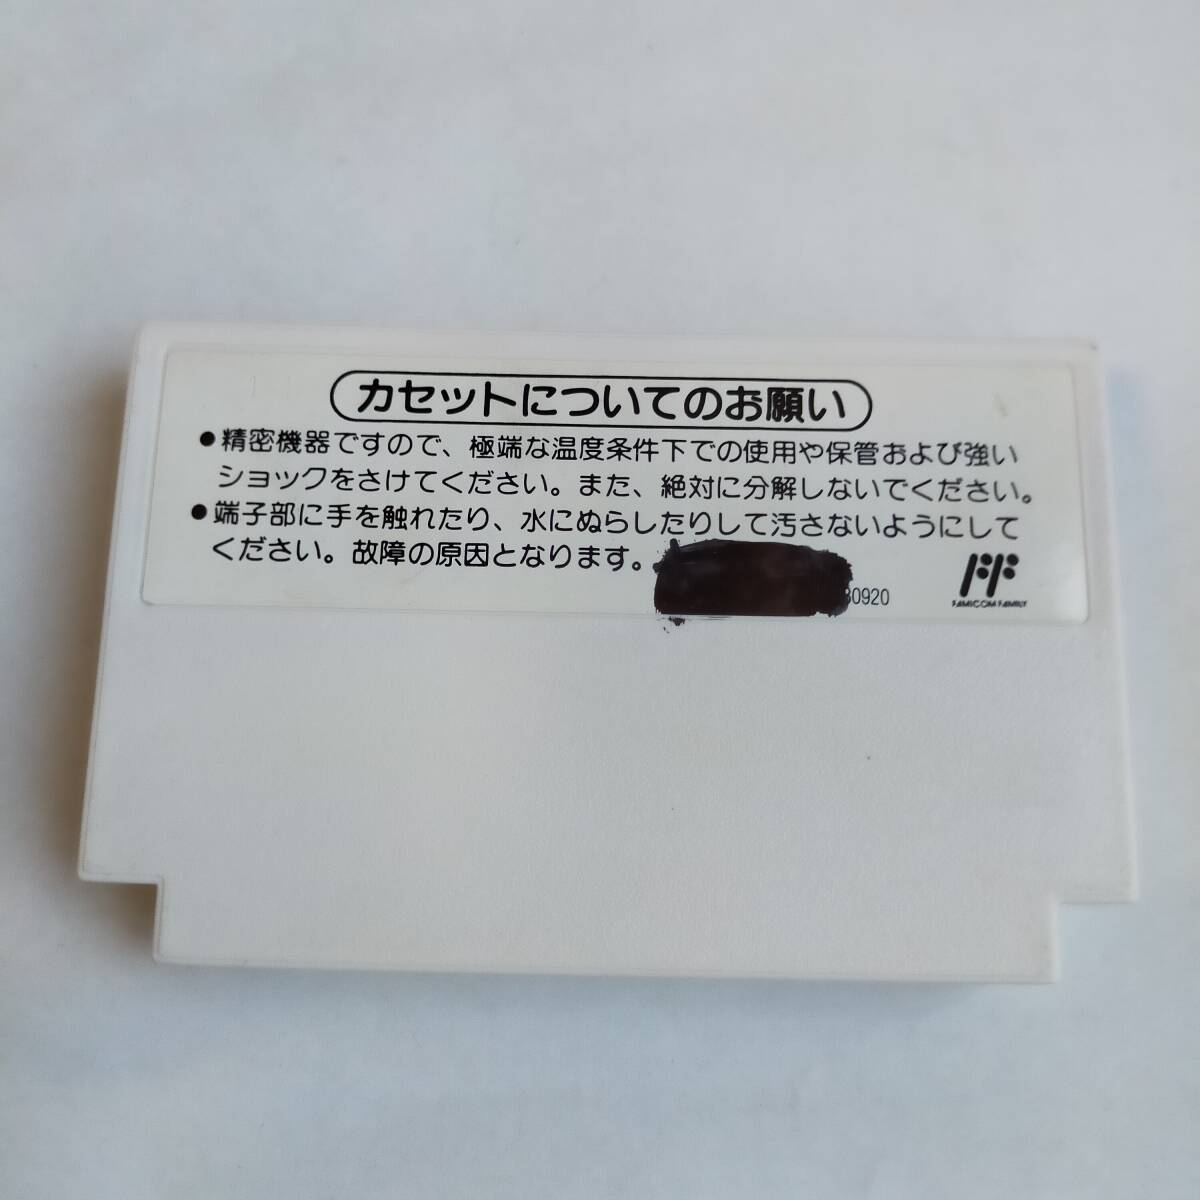 カセットについてのお願い
●精密機器ですので、極端な温度条件下での使用や保管および強い
ショックをさけてください。また、絶対に分解しないでください。
●端子部に手を触れたり、水にぬらしたりして汚さないようにして
ください。故障の原因となります。
30920
FAMICOM FAMILY